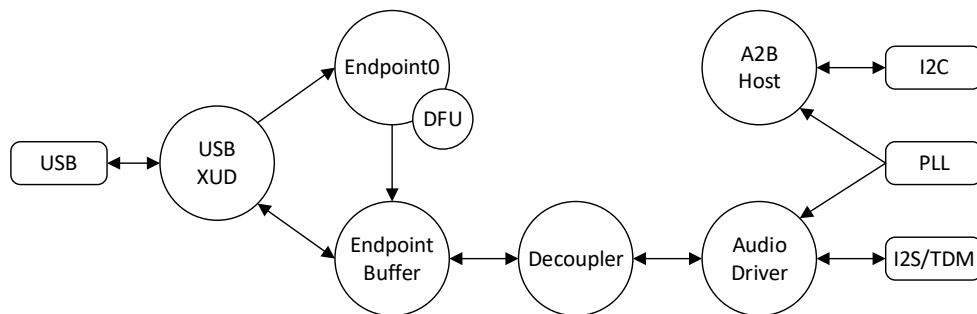 Endpoint0
DFU
A2B
Host
I2C
USB
USB
XUD
PLL
Endpoint
Buffer
Decoupler
Audio
Driver
I2S/TDM